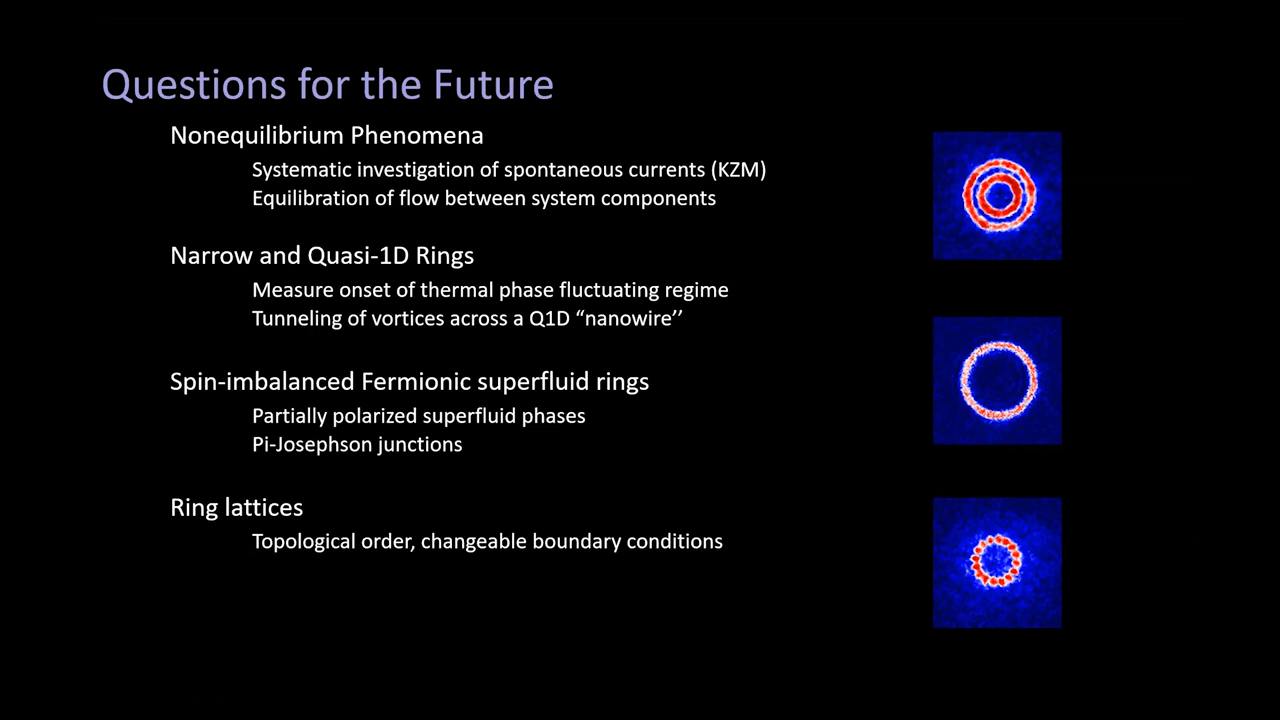 Questions for the Future
Nonequilibrium Phenomena
Systematic investigation of spontaneous currents (KZM)
Equilibration of flow between system components
Narrow and Quasi-1D Rings
Measure onset of thermal phase fluctuating regime
Tunneling of vortices across a Q1D “nanowire’’
Spin-imbalanced Fermionic superfluid rings
Partially polarized superfluid phases
Pi-Josephson junctions
Ring lattices
Topological order, changeable boundary conditions